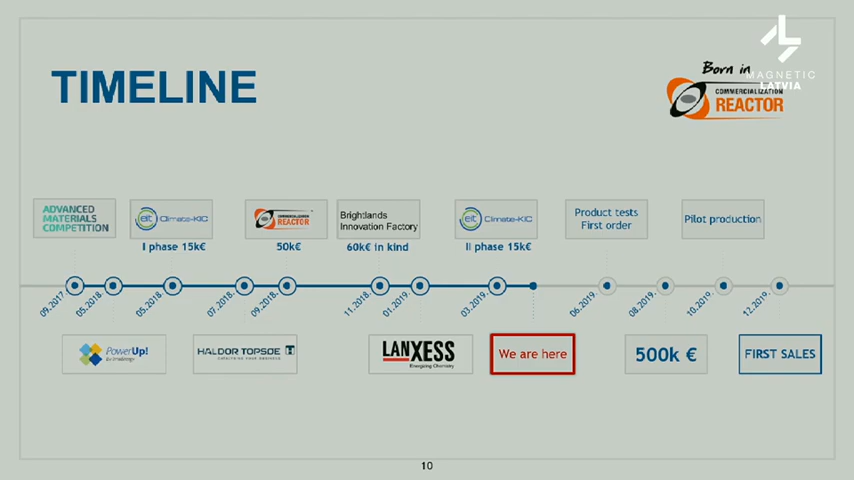 TIMELINE
Born in
COMMERCIALIZATION
REACTOR
MAGNETIC
LATVIA
ADVANCED
MATERIALS
COMPETITION
eit Climate-KIC
I phase 15k€
COMMERCIALIZATION
REACTOR
50k€
Brightlands
Innovation Factory
60k€ in kind
eit Climate-KIC
II phase 15k€
Product tests
First order
Pilot production
09.2017.
05.2018.
05.2018.
07.2018.
09.2018.
11.2018.
01.2019.
03.2019.
06.2019.
08.2019.
10.2019.
12.2019.
PowerUp!
HALDOR TOPSOE
LANXESS
Energizing Chemistry
We are here
500k €
FIRST SALES
10